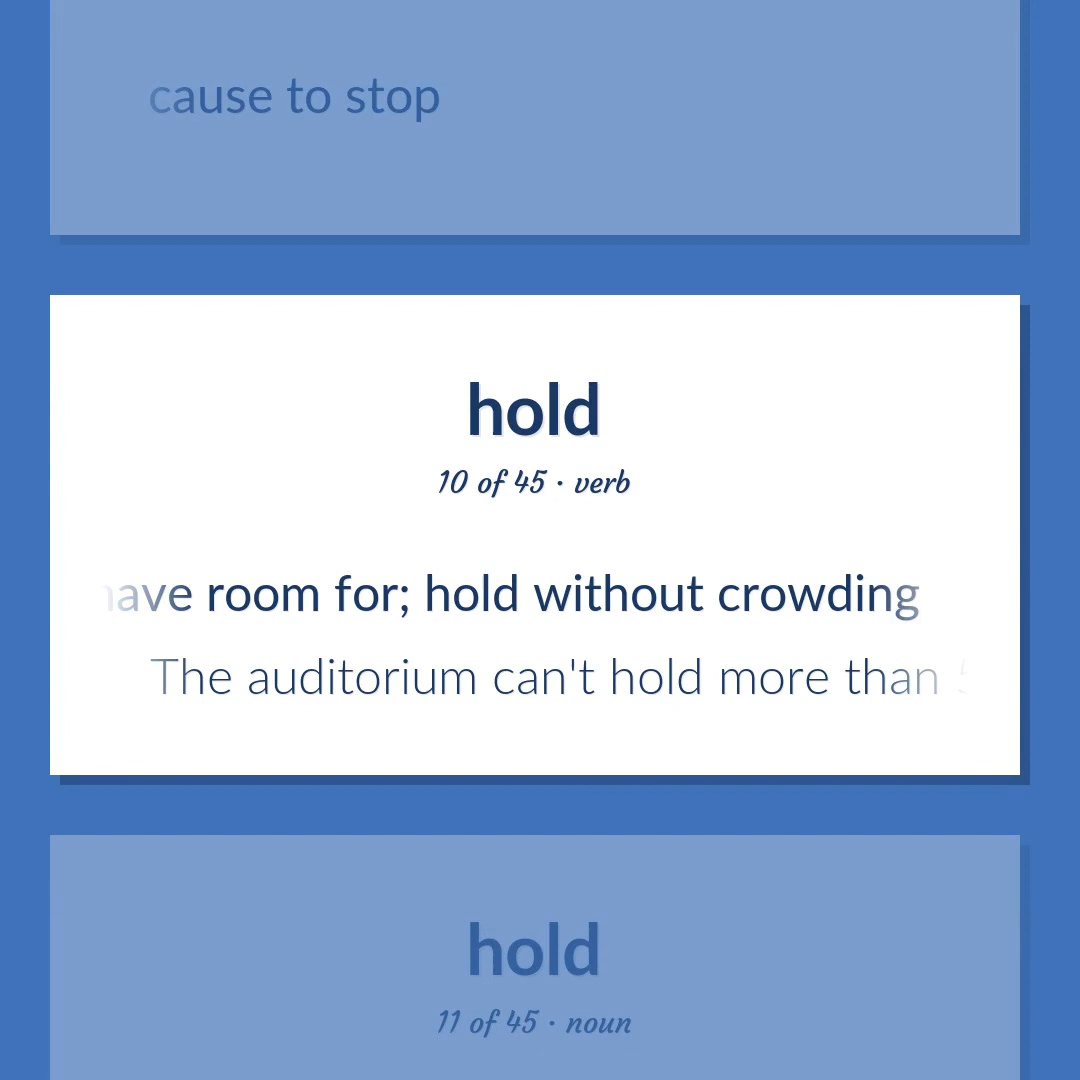 cause to stop
hold
10 of 45 · verb
have room for; hold without crowding
The auditorium can't hold more than
hold
11 of 45 · noun